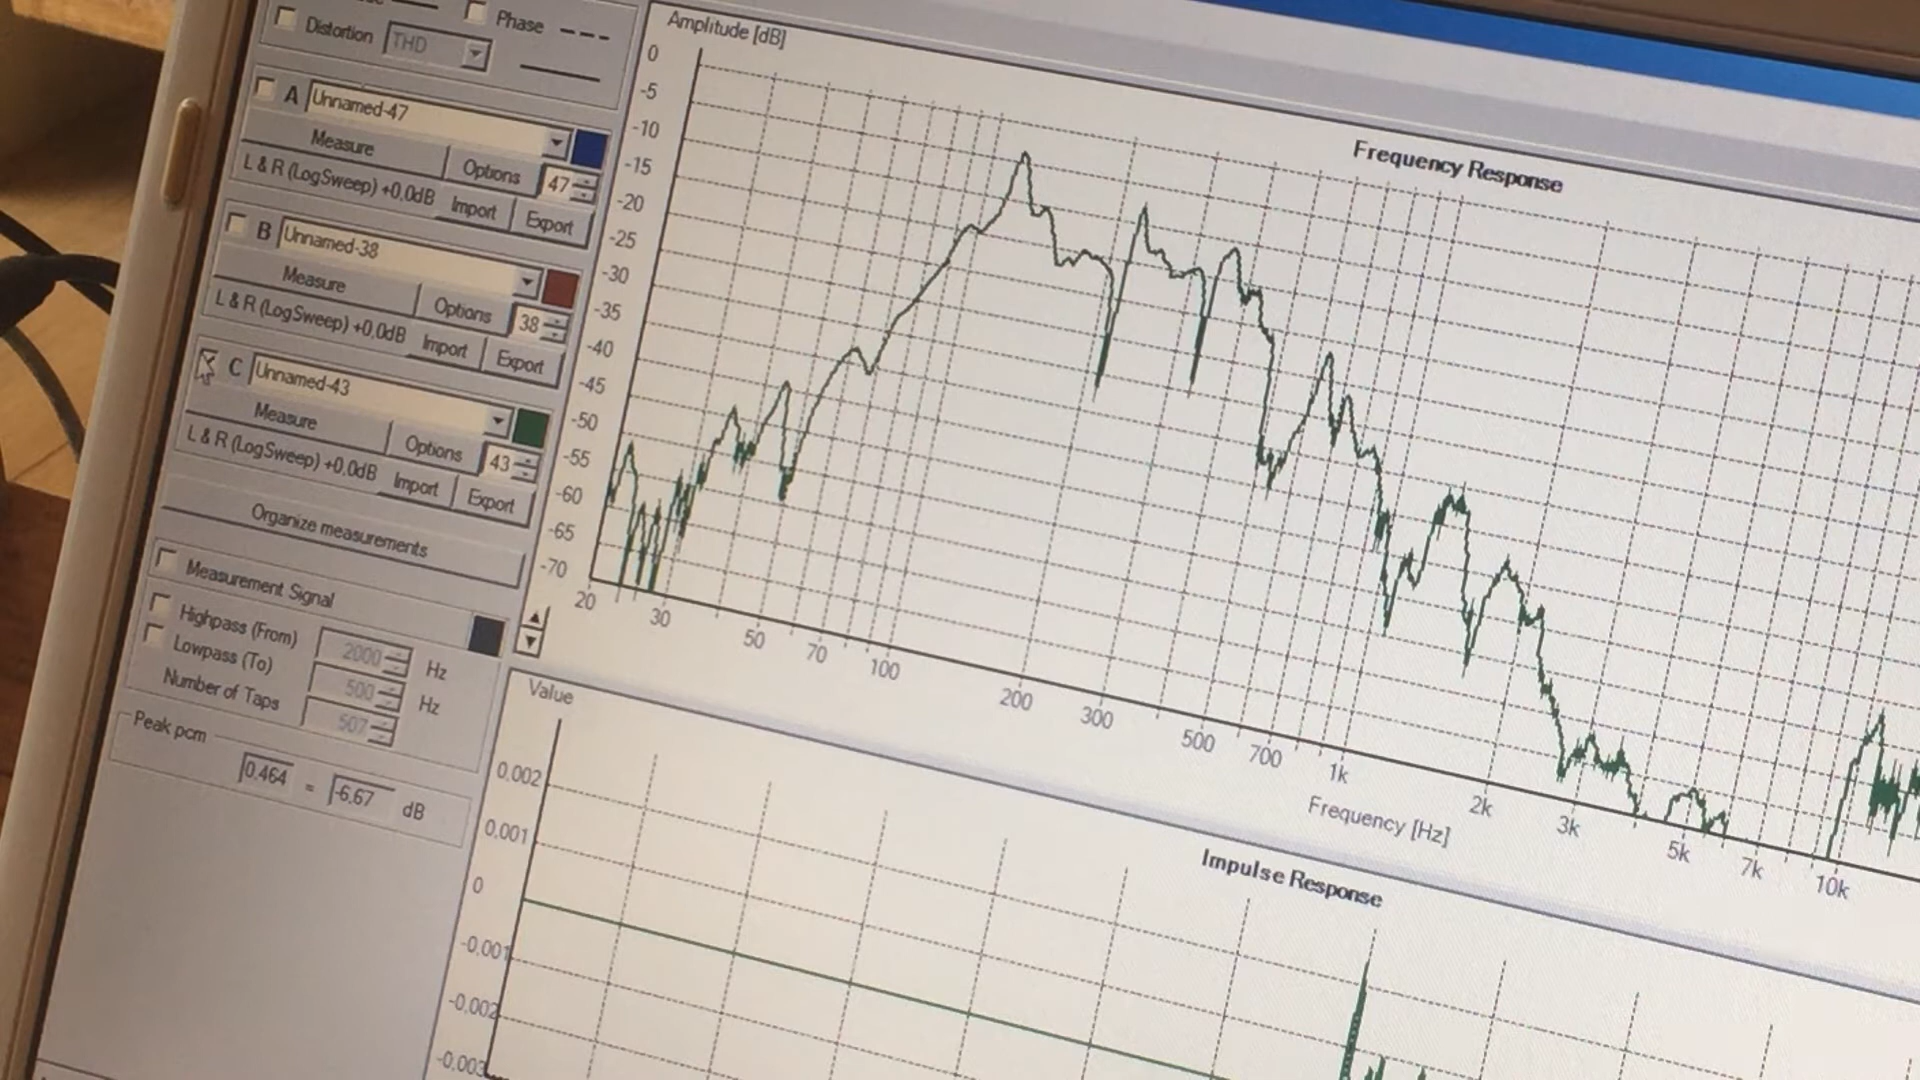 Phase
Distortion THD
A Unnamed-47
Measure Options 47
L & R (LogSweep) +0,0dB Import Export
B Unnamed-38
Measure Options 38
L & R (LogSweep) +0,0dB Import Export
C Unnamed-43
Measure Options 43
L & R (LogSweep) +0,0dB Import Export
Organize measurements
Measurement Signal
Highpass (From) 2000 Hz
Lowpass (To) 500 Hz
Number of Taps 507
Peak pcm
0,464 = -6,67 dB
Amplitude [dB]
Frequency Response
0
-5
-10
-15
-20
-25
-30
-35
-40
-45
-50
-55
-60
-65
-70
20 30 50 70 100 200 300 500 700 1k 2k 3k 5k 7k 10k
Frequency [Hz]
Value
Impulse Response
0,002
0,001
0
-0,001
-0,002
-0,003